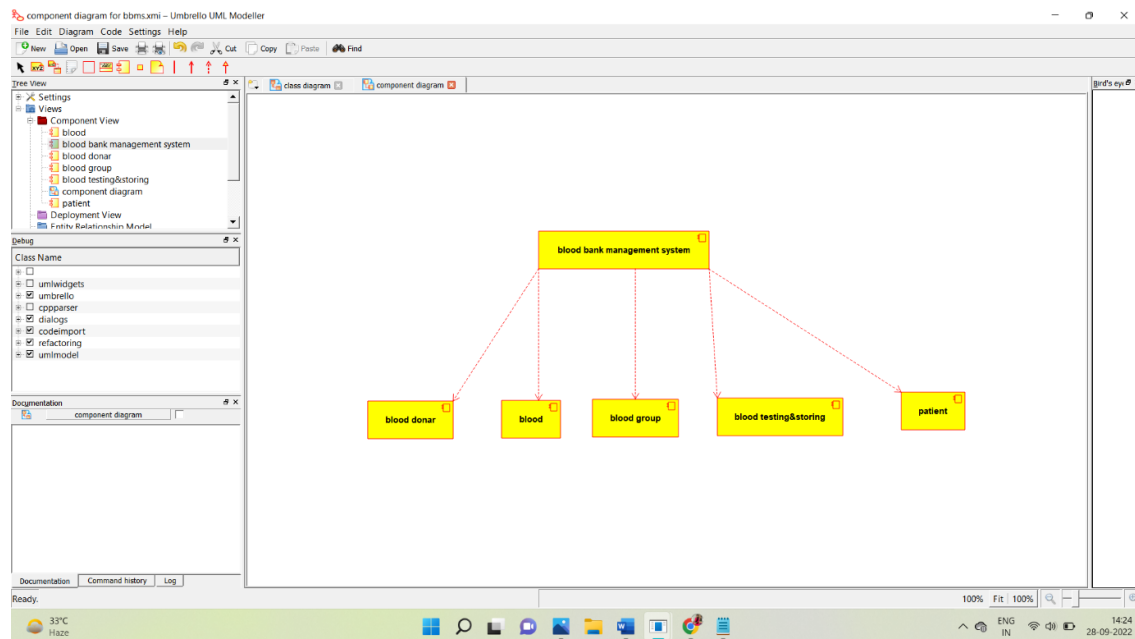 component diagram for bbms.xmi – Umbrello UML Modeller
File Edit Diagram Code Settings Help
New Open Save Cut Copy Paste Find
Tree View
Settings
Views
Component View
blood
blood bank management system
blood donar
blood group
blood testing&storing
component diagram
patient
Deployment View
Entity Relationship Model
class diagram
component diagram
Bird's eye
Debug
Class Name
umlwidgets
umbrello
cppparser
dialogs
codeimport
refactoring
umlmodel
Documentation
component diagram
Documentation Command history Log
blood bank management system
blood donar
blood
blood group
blood testing&storing
patient
Ready.
100% Fit 100%
33°C
Haze
ENG
IN
14:24
28-09-2022